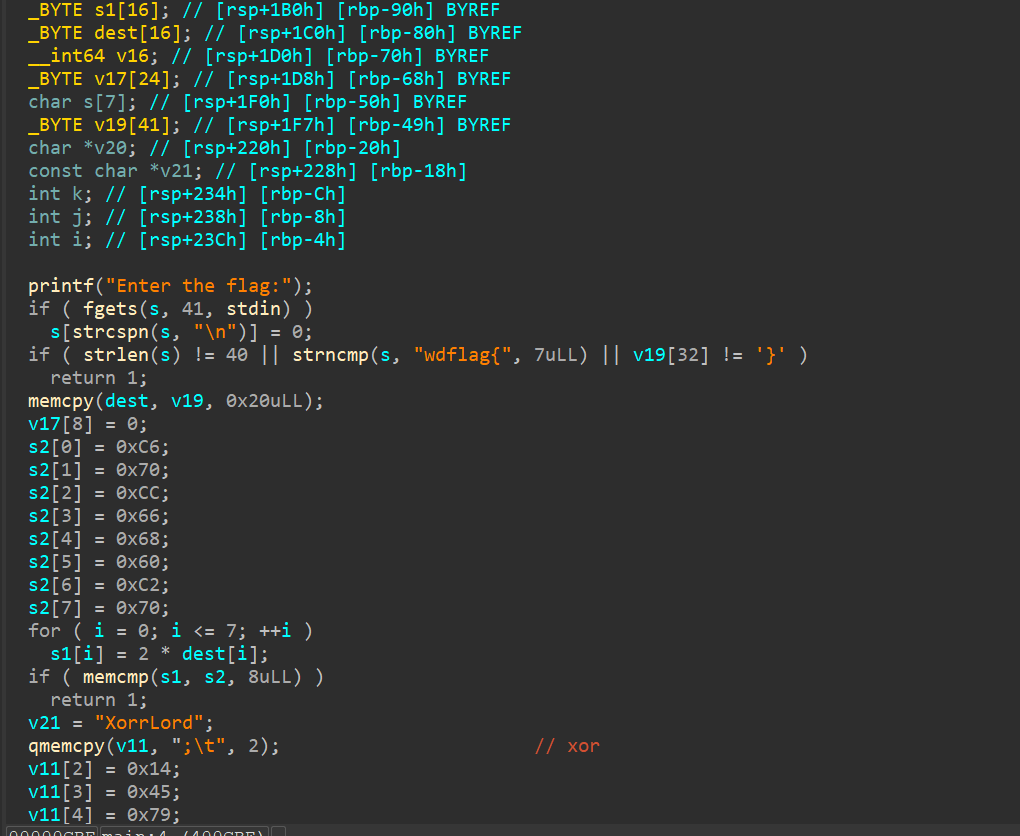 _BYTE s1[16]; // [rsp+1B0h] [rbp-90h] BYREF
_BYTE dest[16]; // [rsp+1C0h] [rbp-80h] BYREF
__int64 v16; // [rsp+1D0h] [rbp-70h] BYREF
_BYTE v17[24]; // [rsp+1D8h] [rbp-68h] BYREF
char s[7]; // [rsp+1F0h] [rbp-50h] BYREF
_BYTE v19[41]; // [rsp+1F7h] [rbp-49h] BYREF
char *v20; // [rsp+220h] [rbp-20h]
const char *v21; // [rsp+228h] [rbp-18h]
int k; // [rsp+234h] [rbp-Ch]
int j; // [rsp+238h] [rbp-8h]
int i; // [rsp+23Ch] [rbp-4h]
printf("Enter the flag:");
if ( fgets(s, 41, stdin) )
s[strcspn(s, "\n")] = 0;
if ( strlen(s) != 40 || strncmp(s, "wdflag{", 7uLL) || v19[32] != '}' )
return 1;
memcpy(dest, v19, 0x20uLL);
v17[8] = 0;
s2[0] = 0xC6;
s2[1] = 0x70;
s2[2] = 0xCC;
s2[3] = 0x66;
s2[4] = 0x68;
s2[5] = 0x60;
s2[6] = 0xC2;
s2[7] = 0x70;
for ( i = 0; i <= 7; ++i )
s1[i] = 2 * dest[i];
if ( memcmp(s1, s2, 8uLL) )
return 1;
v21 = "XorrLord";
qmemcpy(v11, ";\t", 2); // xor
v11[2] = 0x14;
v11[3] = 0x45;
v11[4] = 0x79;